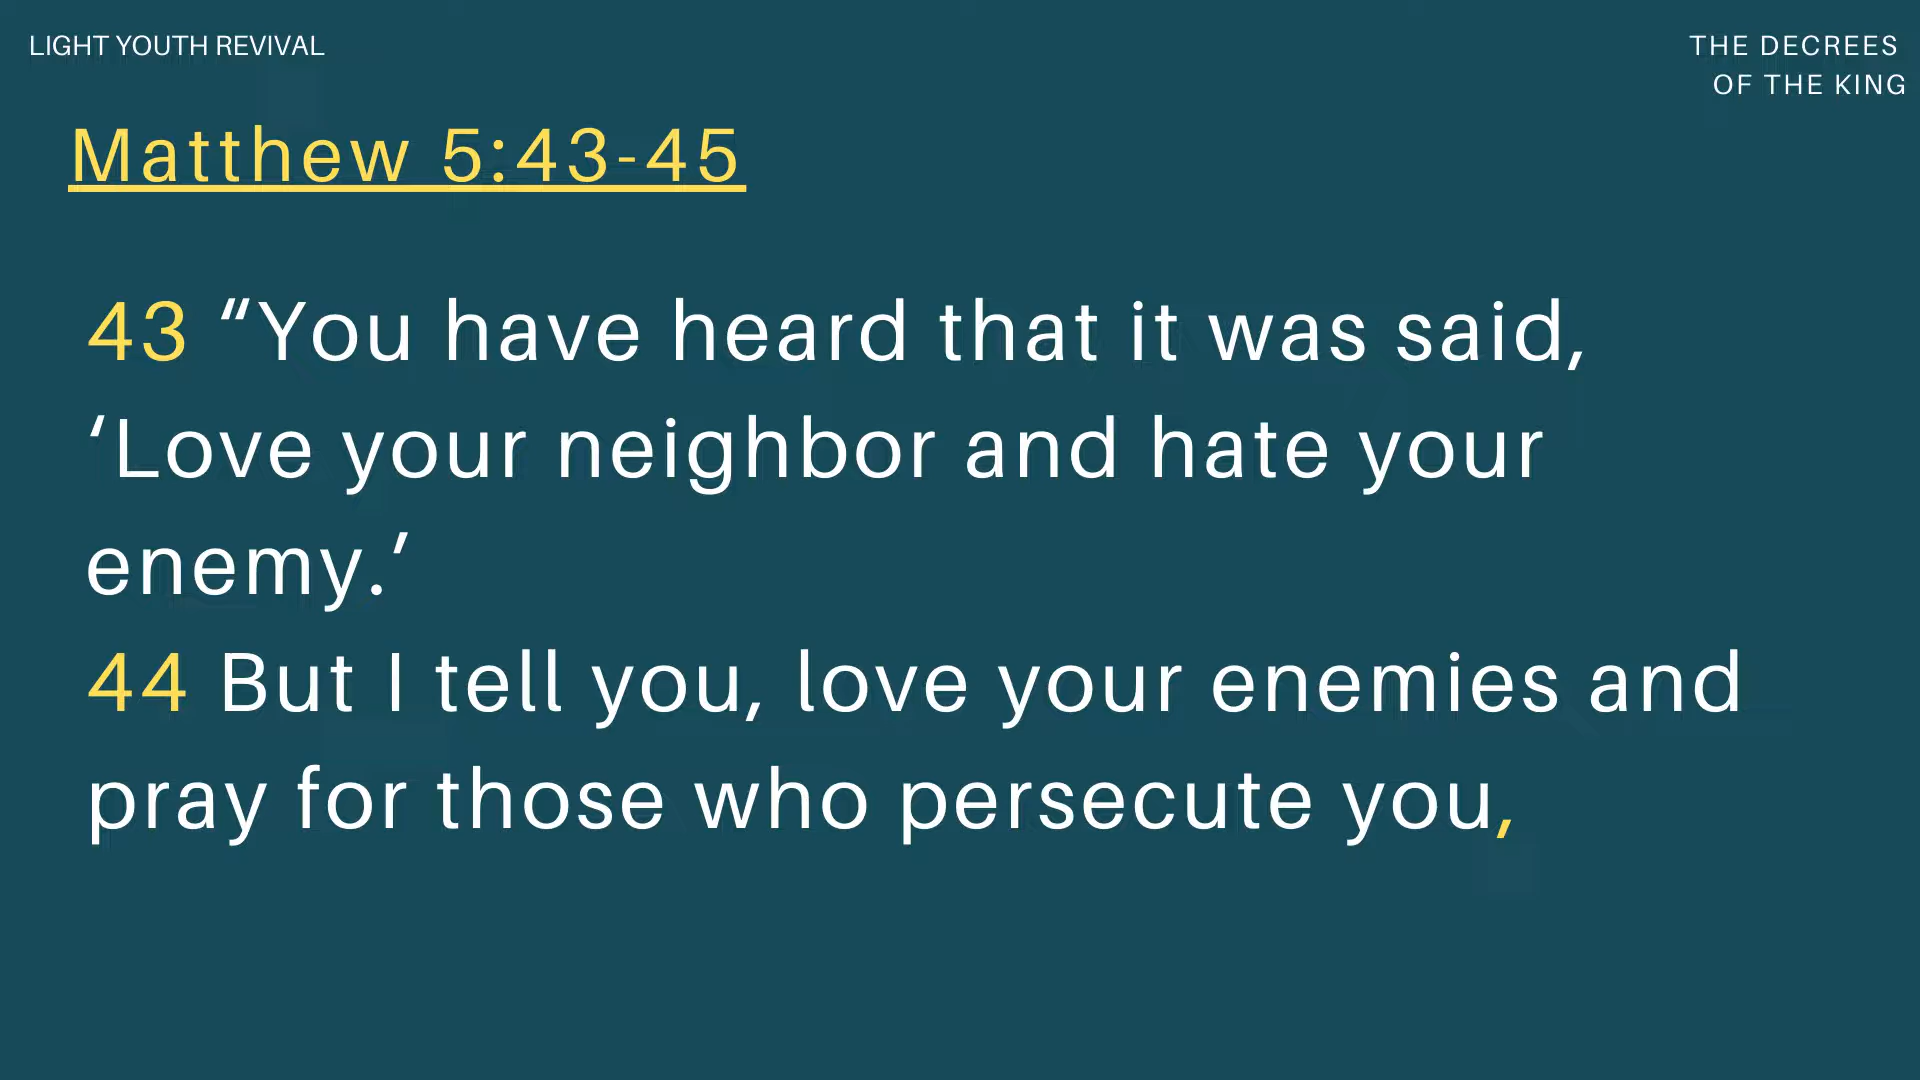 LIGHT YOUTH REVIVAL
THE DECREES
OF THE KING
Matthew 5:43-45
43 “You have heard that it was said,
‘Love your neighbor and hate your
enemy.’
44 But I tell you, love your enemies and
pray for those who persecute you,